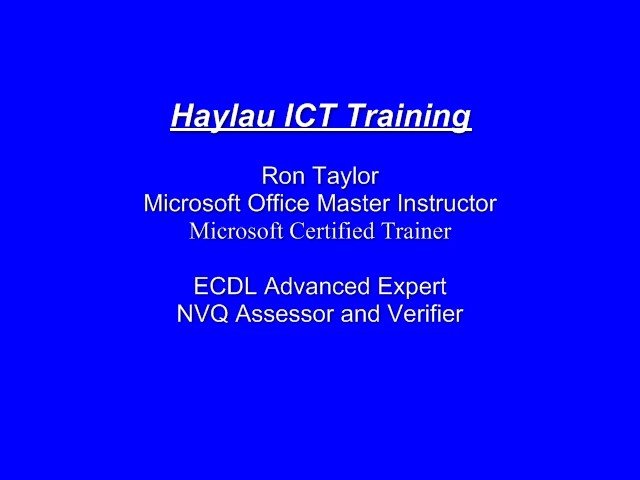 Haylau ICT Training
Ron Taylor
Microsoft Office Master Instructor
Microsoft Certified Trainer
ECDL Advanced Expert
NVQ Assessor and Verifier